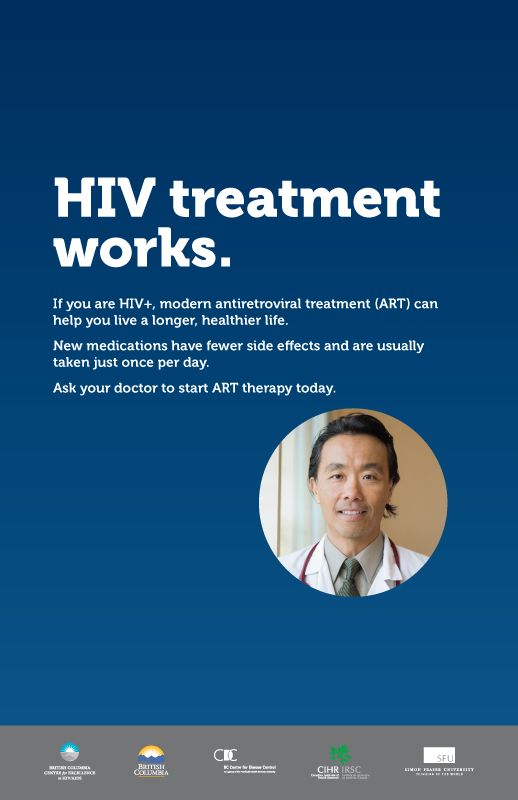 HIV treatment
works.
If you are HIV+, modern antiretroviral treatment (ART) can
help you live a longer, healthier life.
New medications have fewer side effects and are usually
taken just once per day.
Ask your doctor to start ART therapy today.
BRITISH COLUMBIA
CENTRE for EXCELLENCE
in HIV/AIDS
BRITISH
COLUMBIA
CDC
BC Centre for Disease Control
CIHR IRSC
SFU
SIMON FRASER UNIVERSITY